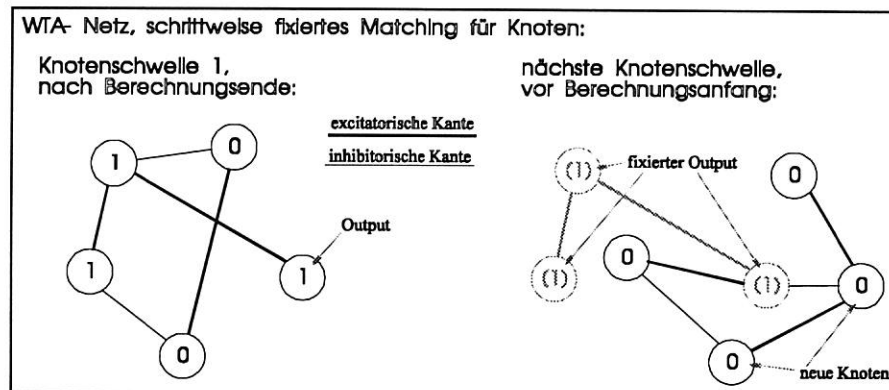 WTA- Netz, schrittweise fixiertes Matching für Knoten:
Knotenschwelle 1,
nach Berechnungsende:
nächste Knotenschwelle,
vor Berechnungsanfang:
excitatorische Kante
inhibitorische Kante
1
0
1
1
0
Output
(1)
fixierter Output
0
(1)
0
(1)
0
0
neue Knoten